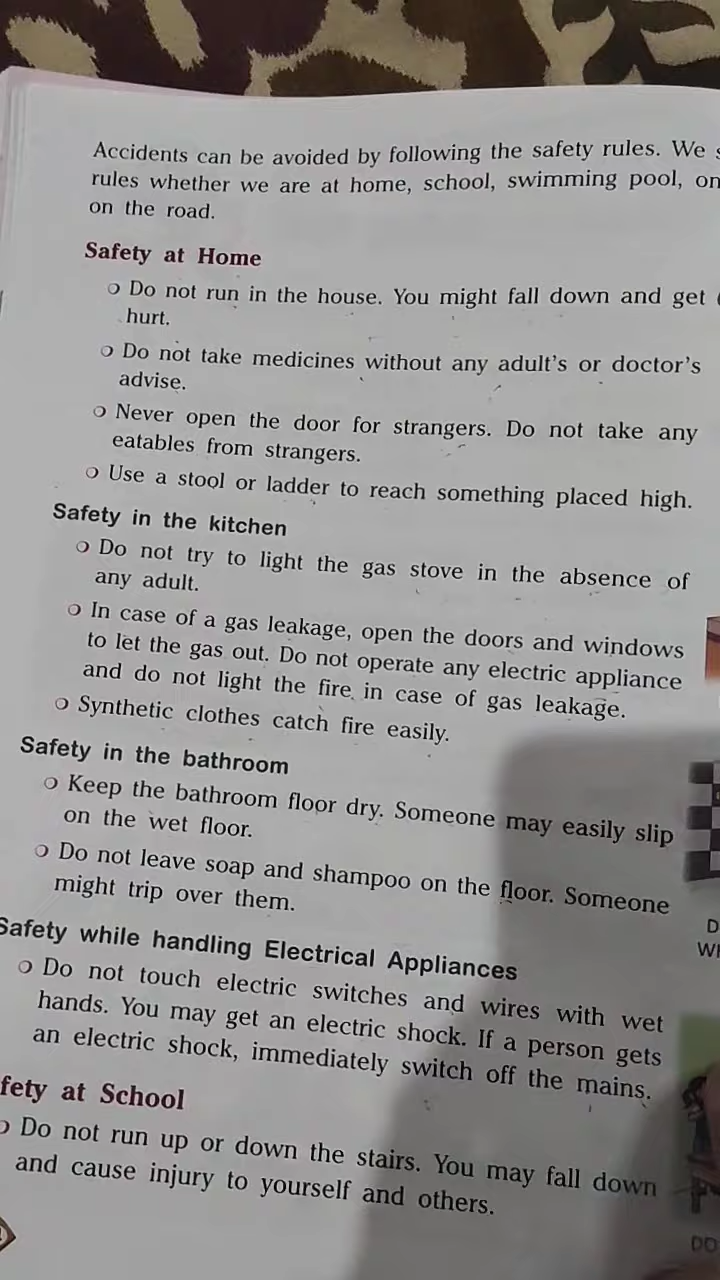 Accidents can be avoided by following the safety rules. We
rules whether we are at home, school, swimming pool, on
on the road.
Safety at Home
❍ Do not run in the house. You might fall down and get
hurt.
❍ Do not take medicines without any adult's or doctor's
advise.
❍ Never open the door for strangers. Do not take any
eatables from strangers.
❍ Use a stool or ladder to reach something placed high.
Safety in the kitchen
❍ Do not try to light the gas stove in the absence of
any adult.
❍ In case of a gas leakage, open the doors and windows
to let the gas out. Do not operate any electric appliance
and do not light the fire in case of gas leakage.
❍ Synthetic clothes catch fire easily.
Safety in the bathroom
❍ Keep the bathroom floor dry. Someone may easily slip
on the wet floor.
❍ Do not leave soap and shampoo on the floor. Someone
might trip over them.
Safety while handling Electrical Appliances
❍ Do not touch electric switches and wires with wet
hands. You may get an electric shock. If a person gets
an electric shock, immediately switch off the mains.
fety at School
❍ Do not run up or down the stairs. You may fall down
and cause injury to yourself and others.
DO